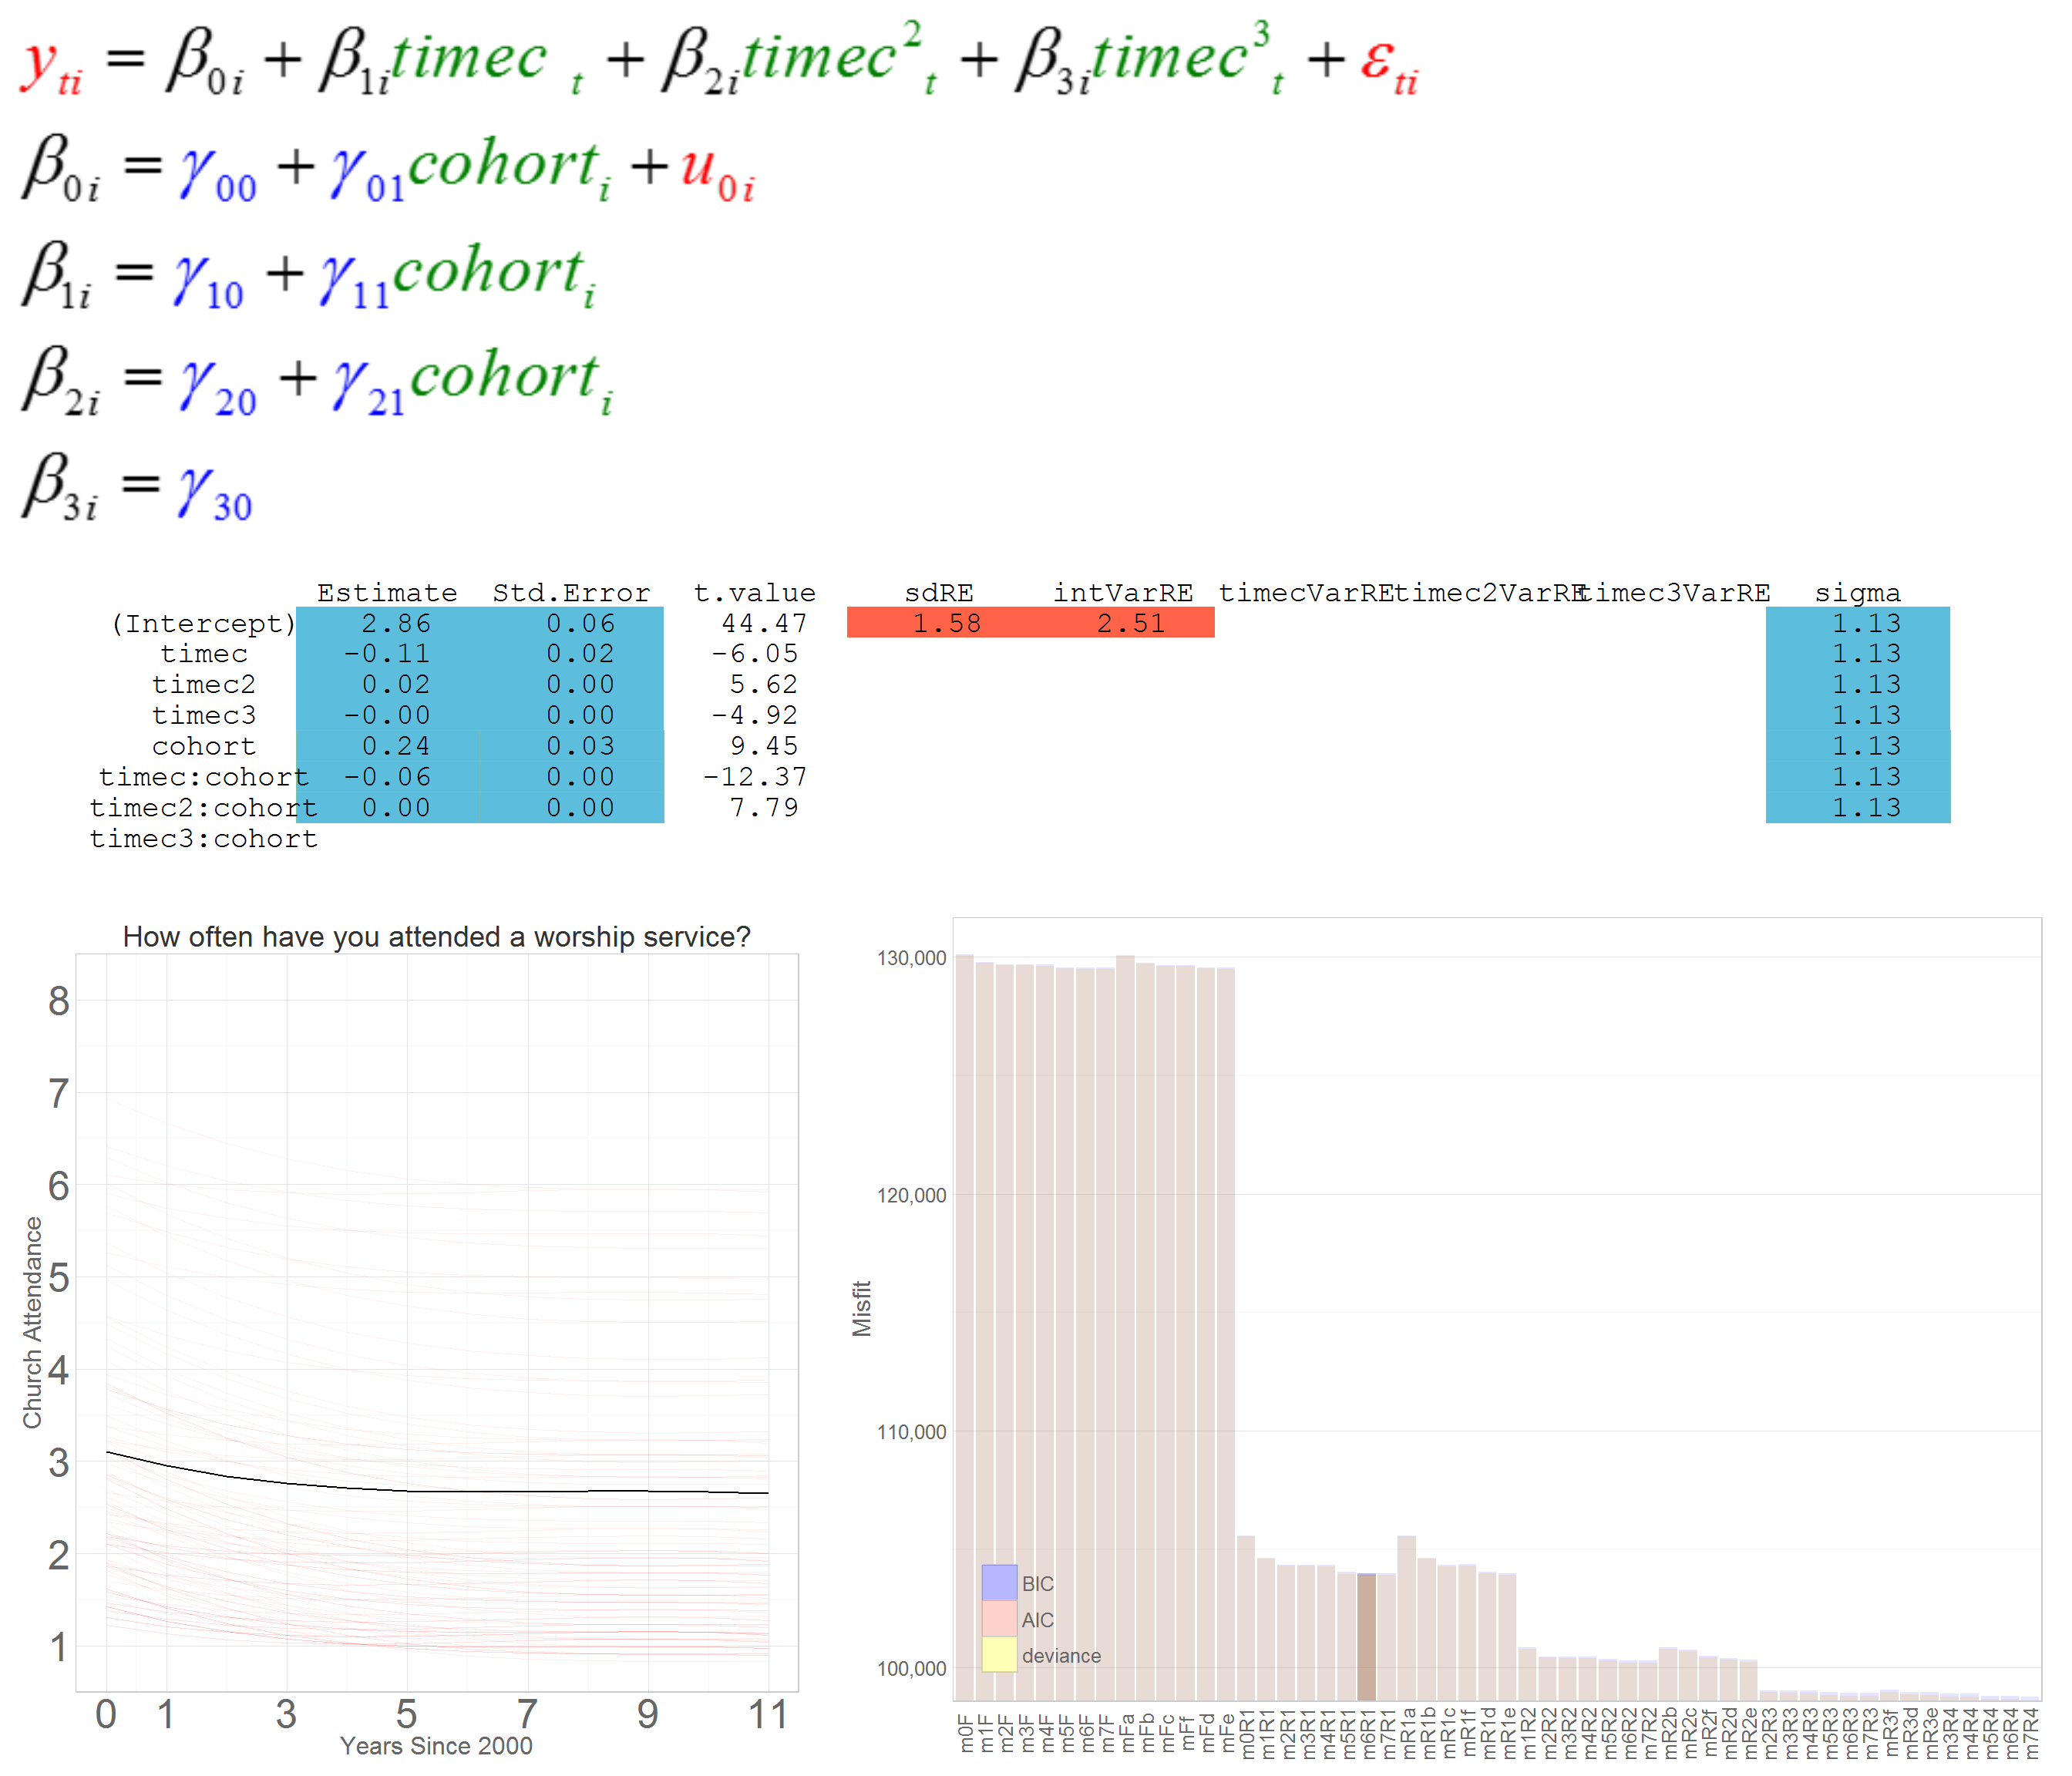 y_ti = β_0i + β_1i timec_t + β_2i timec²_t + β_3i timec³_t + ε_ti
β_0i = γ_00 + γ_01 cohort_i + u_0i
β_1i = γ_10 + γ_11 cohort_i
β_2i = γ_20 + γ_21 cohort_i
β_3i = γ_30
Estimate Std.Error t.value sdRE intVarRE timecVarRE timec2VarRE timec3VarRE sigma
(Intercept) 2.86 0.06 44.47 1.58 2.51 1.13
timec -0.11 0.02 -6.05 1.13
timec2 0.02 0.00 5.62 1.13
timec3 -0.00 0.00 -4.92 1.13
cohort 0.24 0.03 9.45 1.13
timec:cohort -0.06 0.00 -12.37 1.13
timec2:cohort 0.00 0.00 7.79 1.13
timec3:cohort
How often have you attended a worship service?
Church Attendance
8
7
6
5
4
3
2
1
0 1 3 5 7 9 11
Years Since 2000
Misfit
130,000
120,000
110,000
100,000
BIC
AIC
deviance
m0F m1F m2F m3F m4F m5F m6F m7F mFa mFb mFc mFf mFd mFe m0R1 m1R1 m2R1 m3R1 m4R1 m5R1 m6R1 m7R1 mR1a mR1b mR1c mR1f mR1d mR1e m1R2 m2R2 m3R2 m4R2 m5R2 m6R2 m7R2 mR2b mR2c mR2f mR2d mR2e m2R3 m3R3 m4R3 m5R3 m6R3 m7R3 mR3f mR3d mR3e m3R4 m4R4 m5R4 m6R4 m7R4